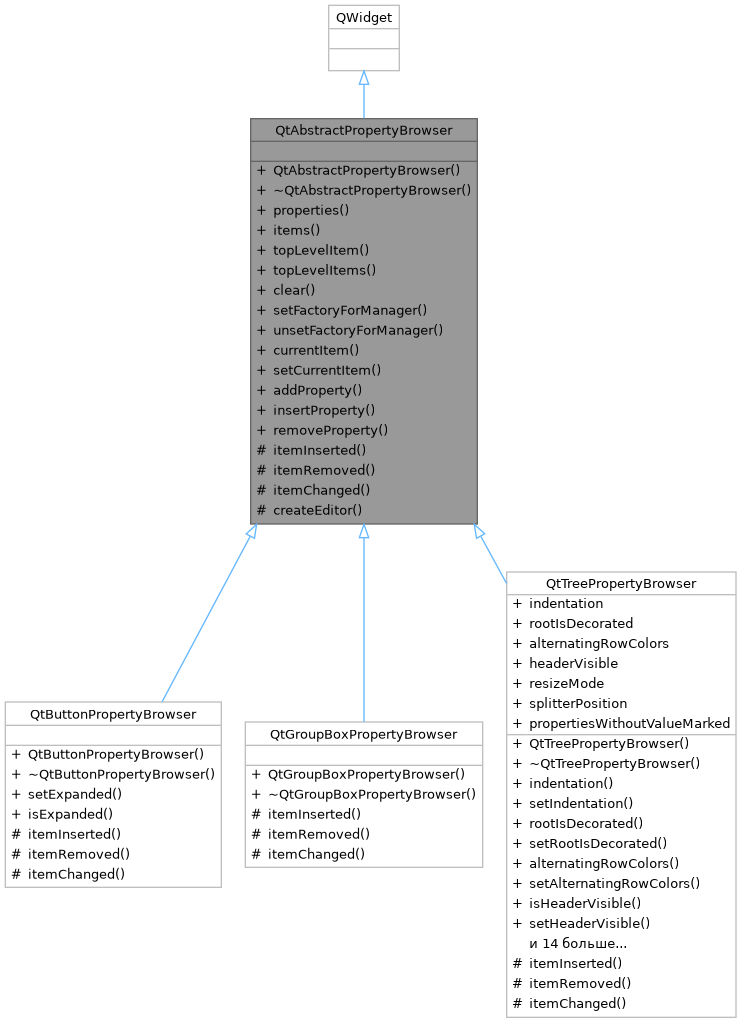 QWidget
QtAbstractPropertyBrowser
+ QtAbstractPropertyBrowser()
+ ~QtAbstractPropertyBrowser()
+ properties()
+ items()
+ topLevelItem()
+ topLevelItems()
+ clear()
+ setFactoryForManager()
+ unsetFactoryForManager()
+ currentItem()
+ setCurrentItem()
+ addProperty()
+ insertProperty()
+ removeProperty()
# itemInserted()
# itemRemoved()
# itemChanged()
# createEditor()
QtButtonPropertyBrowser
+ QtButtonPropertyBrowser()
+ ~QtButtonPropertyBrowser()
+ setExpanded()
+ isExpanded()
# itemInserted()
# itemRemoved()
# itemChanged()
QtGroupBoxPropertyBrowser
+ QtGroupBoxPropertyBrowser()
+ ~QtGroupBoxPropertyBrowser()
# itemInserted()
# itemRemoved()
# itemChanged()
QtTreePropertyBrowser
+ indentation
+ rootIsDecorated
+ alternatingRowColors
+ headerVisible
+ resizeMode
+ splitterPosition
+ propertiesWithoutValueMarked
+ QtTreePropertyBrowser()
+ ~QtTreePropertyBrowser()
+ indentation()
+ setIndentation()
+ rootIsDecorated()
+ setRootIsDecorated()
+ alternatingRowColors()
+ setAlternatingRowColors()
+ isHeaderVisible()
+ setHeaderVisible()
и 14 больше...
# itemInserted()
# itemRemoved()
# itemChanged()